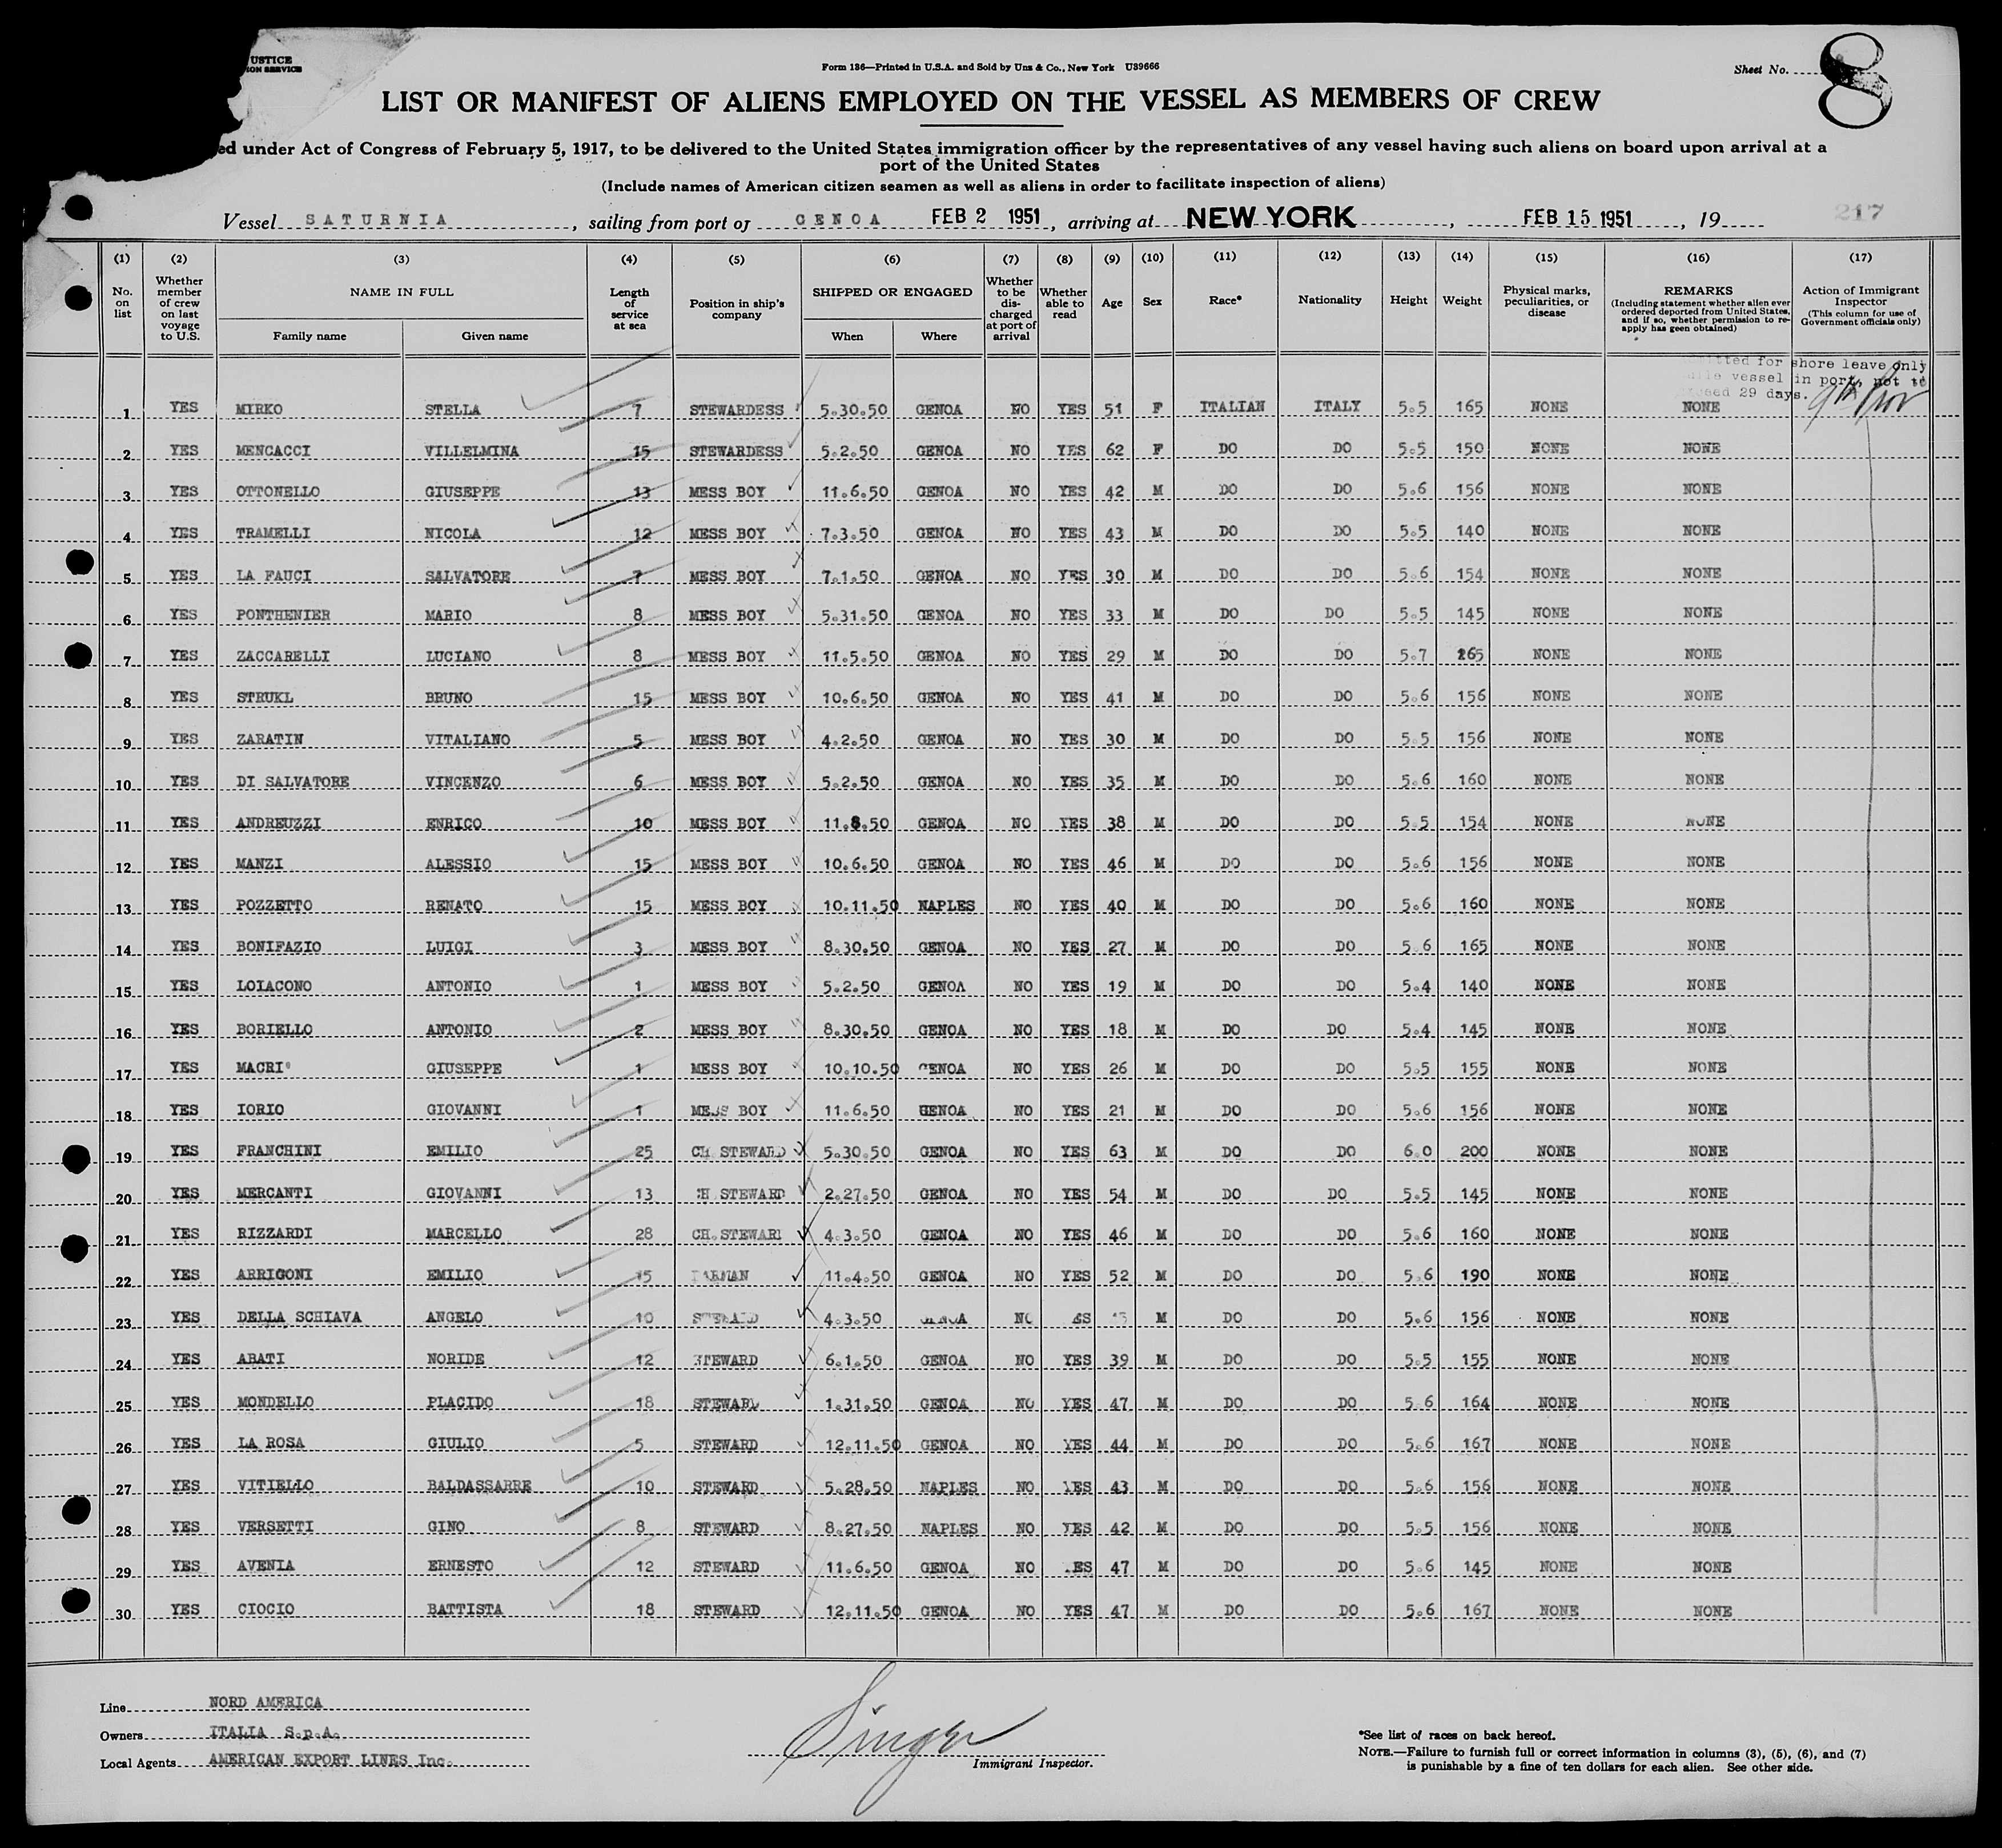 USTICE
ION SERVICE
Form 136—Printed in U.S.A. and Sold by Unz & Co., New York U39666
Sheet No. 8
LIST OR MANIFEST OF ALIENS EMPLOYED ON THE VESSEL AS MEMBERS OF CREW
ed under Act of Congress of February 5, 1917, to be delivered to the United States immigration officer by the representatives of any vessel having such aliens on board upon arrival at a
port of the United States
(Include names of American citizen seamen as well as aliens in order to facilitate inspection of aliens)
Vessel SATURNIA, sailing from port of GENOA FEB 2 1951, arriving at NEW YORK, FEB 15 1951, 19 217
(1) (2) (3) (4) (5) (6) (7) (8) (9) (10) (11) (12) (13) (14) (15) (16) (17)
No. on list
Whether member of crew on last voyage to U.S.
NAME IN FULL
Family name Given name
Length of service at sea
Position in ship's company
SHIPPED OR ENGAGED
When Where
Whether to be dis- charged at port of arrival
Whether able to read
Age Sex Race* Nationality Height Weight
Physical marks, peculiarities, or disease
REMARKS
(Including statement whether alien ever ordered deported from United States, and if so, whether permission to re- apply has geen obtained)
Action of Immigrant Inspector
(This column for use of Government officials only)
for shore leave only
vessel in port, not to
29 days.
1 YES MIRKO STELLA 7 STEWARDESS 5.30.50 GENOA NO YES 51 F ITALIAN ITALY 5.5 165 NONE NONE
2 YES MENCACCI VILLELMINA 15 STEWARDESS 5.2.50 GENOA NO YES 62 F DO DO 5.5 150 NONE NONE
3 YES OTTONELLO GIUSEPPE 13 MESS BOY 11.6.50 GENOA NO YES 42 M DO DO 5.6 156 NONE NONE
4 YES TRAMELLI NICOLA 12 MESS BOY 7.3.50 GENOA NO YES 43 M DO DO 5.5 140 NONE NONE
5 YES LA FAUCI SALVATORE 7 MESS BOY 7.1.50 GENOA NO YES 30 M DO DO 5.6 154 NONE NONE
6 YES PONTHENIER MARIO 8 MESS BOY 5.31.50 GENOA NO YES 33 M DO DO 5.5 145 NONE NONE
7 YES ZACCARELLI LUCIANO 8 MESS BOY 11.5.50 GENOA NO YES 29 M DO DO 5.7 165 NONE NONE
8 YES STRUKL BRUNO 15 MESS BOY 10.6.50 GENOA NO YES 41 M DO DO 5.6 156 NONE NONE
9 YES ZARATIN VITALIANO 5 MESS BOY 4.2.50 GENOA NO YES 30 M DO DO 5.5 156 NONE NONE
10 YES DI SALVATORE VINCENZO 6 MESS BOY 5.2.50 GENOA NO YES 35 M DO DO 5.6 160 NONE NONE
11 YES ANDREUZZI ENRICO 10 MESS BOY 11.8.50 GENOA NO YES 38 M DO DO 5.5 154 NONE NONE
12 YES MANZI ALESSIO 15 MESS BOY 10.6.50 GENOA NO YES 46 M DO DO 5.6 156 NONE NONE
13 YES POZZETTO RENATO 15 MESS BOY 10.11.50 NAPLES NO YES 40 M DO DO 5.6 160 NONE NONE
14 YES BONIFAZIO LUIGI 3 MESS BOY 8.30.50 GENOA NO YES 27 M DO DO 5.6 165 NONE NONE
15 YES LOIACONO ANTONIO 1 MESS BOY 5.2.50 GENOA NO YES 19 M DO DO 5.4 140 NONE NONE
16 YES BORIELLO ANTONIO 2 MESS BOY 8.30.50 GENOA NO YES 18 M DO DO 5.4 145 NONE NONE
17 YES MACRI' GIUSEPPE 1 MESS BOY 10.10.50 GENOA NO YES 26 M DO DO 5.5 155 NONE NONE
18 YES IORIO GIOVANNI 1 MESS BOY 11.6.50 GENOA NO YES 21 M DO DO 5.6 156 NONE NONE
19 YES FRANCHINI EMILIO 25 CH. STEWARD 5.30.50 GENOA NO YES 63 M DO DO 6.0 200 NONE NONE
20 YES MERCANTI GIOVANNI 13 CH STEWARD 2.27.50 GENOA NO YES 54 M DO DO 5.5 145 NONE NONE
21 YES RIZZARDI MARCELLO 28 CH.STEWARD 4.3.50 GENOA NO YES 46 M DO DO 5.6 160 NONE NONE
22 YES ARRIGONI EMILIO 15 BARMAN 11.4.50 GENOA NO YES 52 M DO DO 5.6 190 NONE NONE
23 YES DELLA SCHIAVA ANGELO 10 STEWARD 4.3.50 GENOA NO YES M DO DO 5.6 156 NONE NONE
24 YES ABATI NORIDE 12 STEWARD 6.1.50 GENOA NO YES 39 M DO DO 5.5 155 NONE NONE
25 YES MONDELLO PLACIDO 18 STEWARD 1.31.50 GENOA NO YES 47 M DO DO 5.6 164 NONE NONE
26 YES LA ROSA GIULIO 5 STEWARD 12.11.50 GENOA NO YES 44 M DO DO 5.6 167 NONE NONE
27 YES VITIELLO BALDASSARRE 10 STEWARD 5.28.50 NAPLES NO YES 43 M DO DO 5.6 156 NONE NONE
28 YES VERSETTI GINO 8 STEWARD 8.27.50 NAPLES NO YES 42 M DO DO 5.5 156 NONE NONE
29 YES AVENIA ERNESTO 12 STEWARD 11.6.50 GENOA NO YES 47 M DO DO 5.6 145 NONE NONE
30 YES CIOCIO BATTISTA 18 STEWARD 12.11.50 GENOA NO YES 47 M DO DO 5.6 167 NONE NONE
Line NORD AMERICA
Owners ITALIA S.p.A.
Local Agents AMERICAN EXPORT LINES Inc.
Singer
Immigrant Inspector.
*See list of races on back hereof.
NOTE.—Failure to furnish full or correct information in columns (3), (5), (6), and (7)
is punishable by a fine of ten dollars for each alien. See other side.